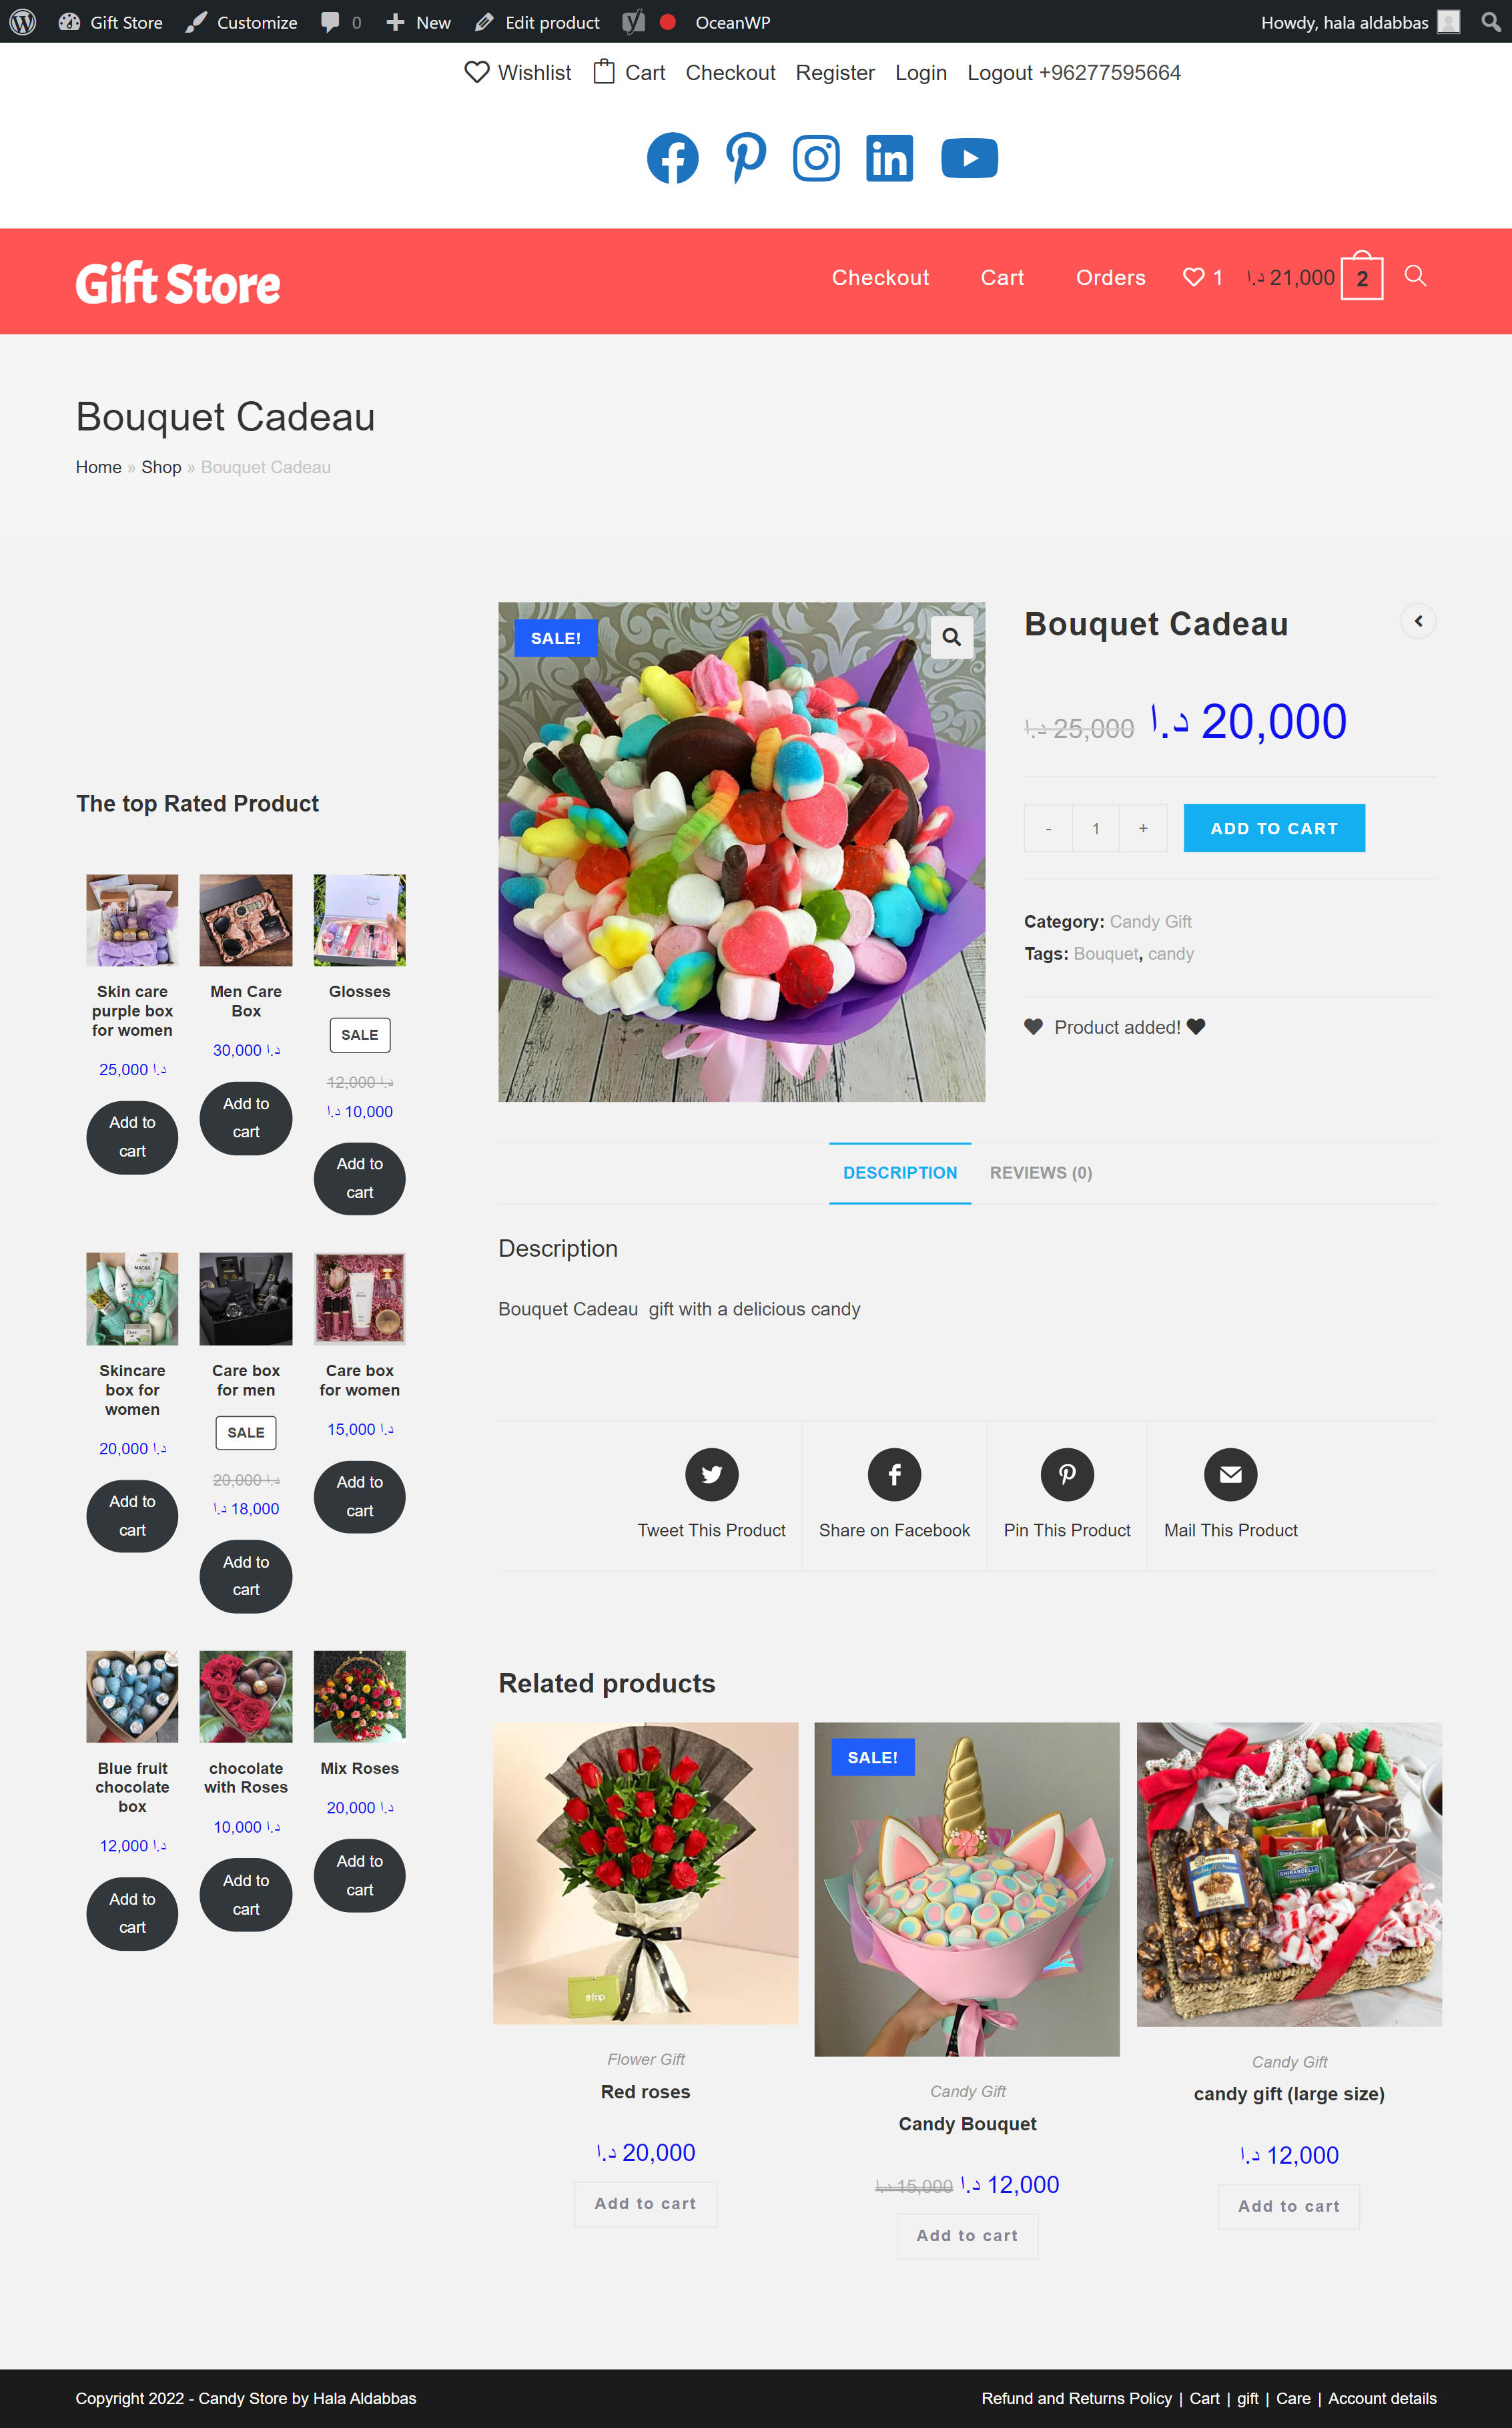 Gift Store Customize 0 New Edit product OceanWP Howdy, hala aldabbas
Wishlist Cart Checkout Register Login Logout +96277595664
Gift Store
Checkout Cart Orders 1 د.ا 21,000 2
Bouquet Cadeau
Home » Shop » Bouquet Cadeau
SALE!
Bouquet Cadeau
د.ا 25,000 د.ا 20,000
- 1 + ADD TO CART
Category: Candy Gift
Tags: Bouquet, candy
Product added!
The top Rated Product
Skin care
purple box
for women
25,000 د.ا
Add to
cart
Men Care
Box
30,000 د.ا
Add to
cart
Glosses
SALE
12,000 د.ا
د.ا 10,000
Add to
cart
DESCRIPTION REVIEWS (0)
Description
Bouquet Cadeau gift with a delicious candy
MACKA
Skincare
box for
women
20,000 د.ا
Add to
cart
Care box
for men
SALE
20,000 د.ا
د.ا 18,000
Add to
cart
Care box
for women
15,000 د.ا
Add to
cart
Tweet This Product Share on Facebook Pin This Product Mail This Product
Blue fruit
chocolate
box
12,000 د.ا
Add to
cart
chocolate
with Roses
10,000 د.ا
Add to
cart
Mix Roses
20,000 د.ا
Add to
cart
Related products
fnp
Flower Gift
Red roses
د.ا 20,000
Add to cart
SALE!
Candy Gift
Candy Bouquet
د.ا 15,000 د.ا 12,000
Add to cart
GHIRARDELLI
SQUARES
Candy Gift
candy gift (large size)
د.ا 12,000
Add to cart
Copyright 2022 - Candy Store by Hala Aldabbas
Refund and Returns Policy | Cart | gift | Care | Account details